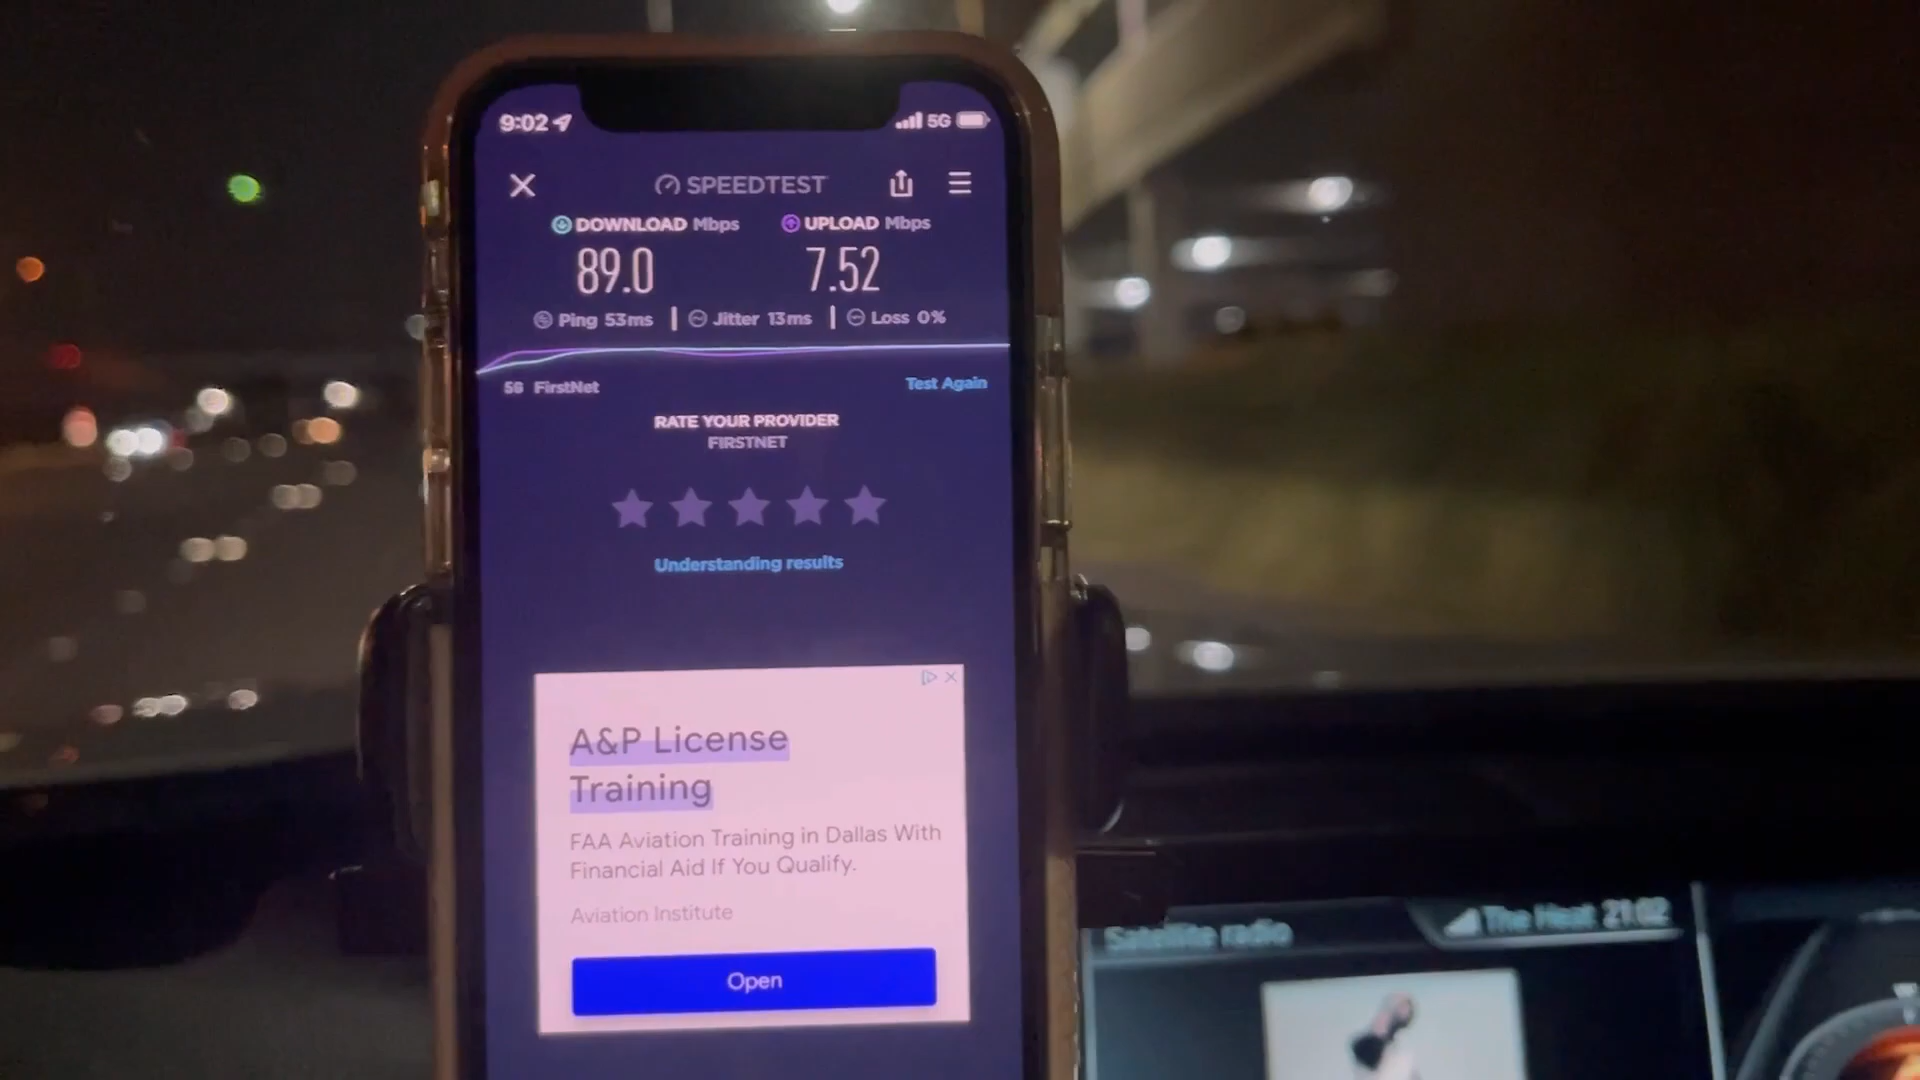 9:02 5G
SPEEDTEST
DOWNLOAD Mbps UPLOAD Mbps
89.0 7.52
Ping 53ms Jitter 13ms Loss 0%
5G FirstNet Test Again
RATE YOUR PROVIDER
FIRSTNET
Understanding results
A&P License
Training
FAA Aviation Training in Dallas With
Financial Aid If You Qualify.
Aviation Institute
Open
Satellite radio The Heat 21:02
W